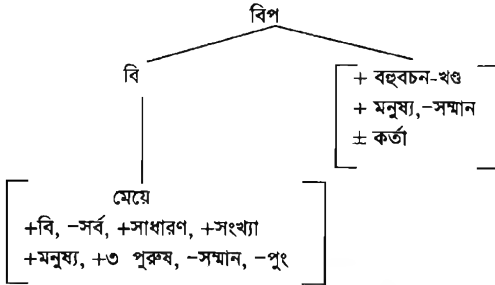 বিপ
বি
+ বহুবচন-খণ্ড
+ মনুষ্য, -সম্মান
± কর্তা
মেয়ে
+বি, -সর্ব, +সাধারণ, +সংখ্যা
+মনুষ্য, +৩ পুরুষ, -সম্মান, -পুং